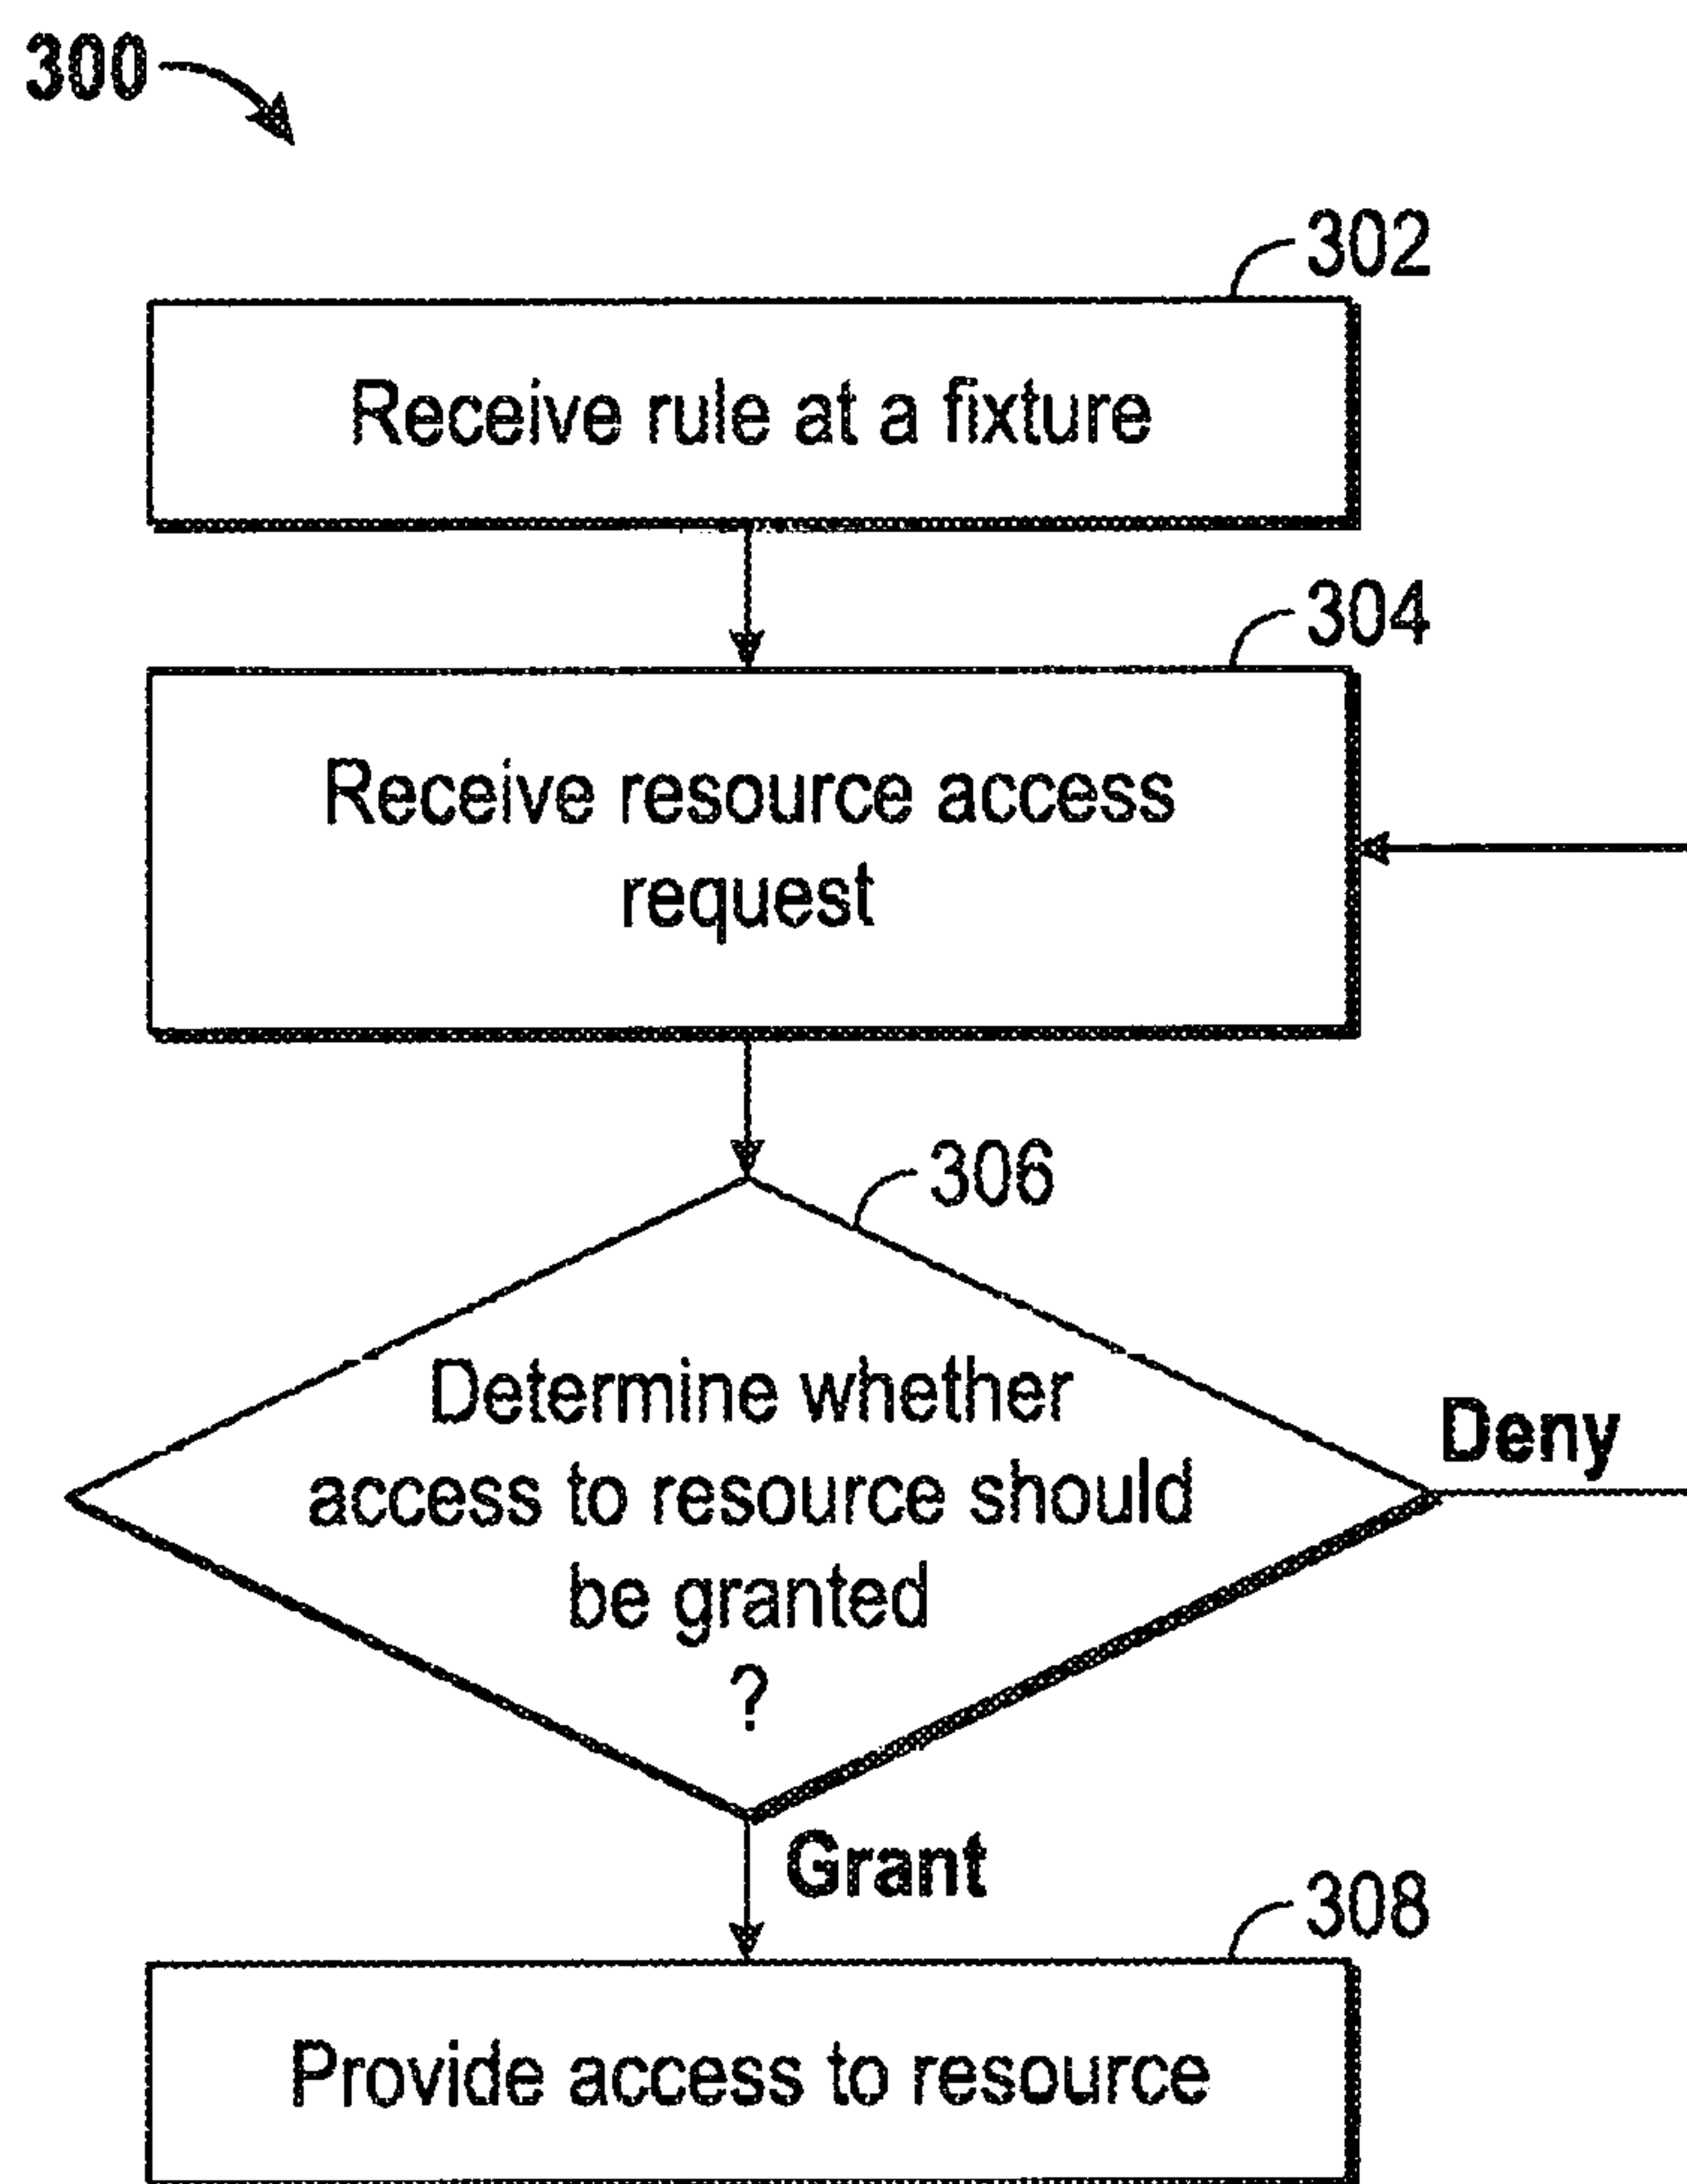 300
302
Receive rule at a fixture
304
Receive resource access
request
306
Determine whether
access to resource should
be granted
?
Deny
Grant
308
Provide access to resource